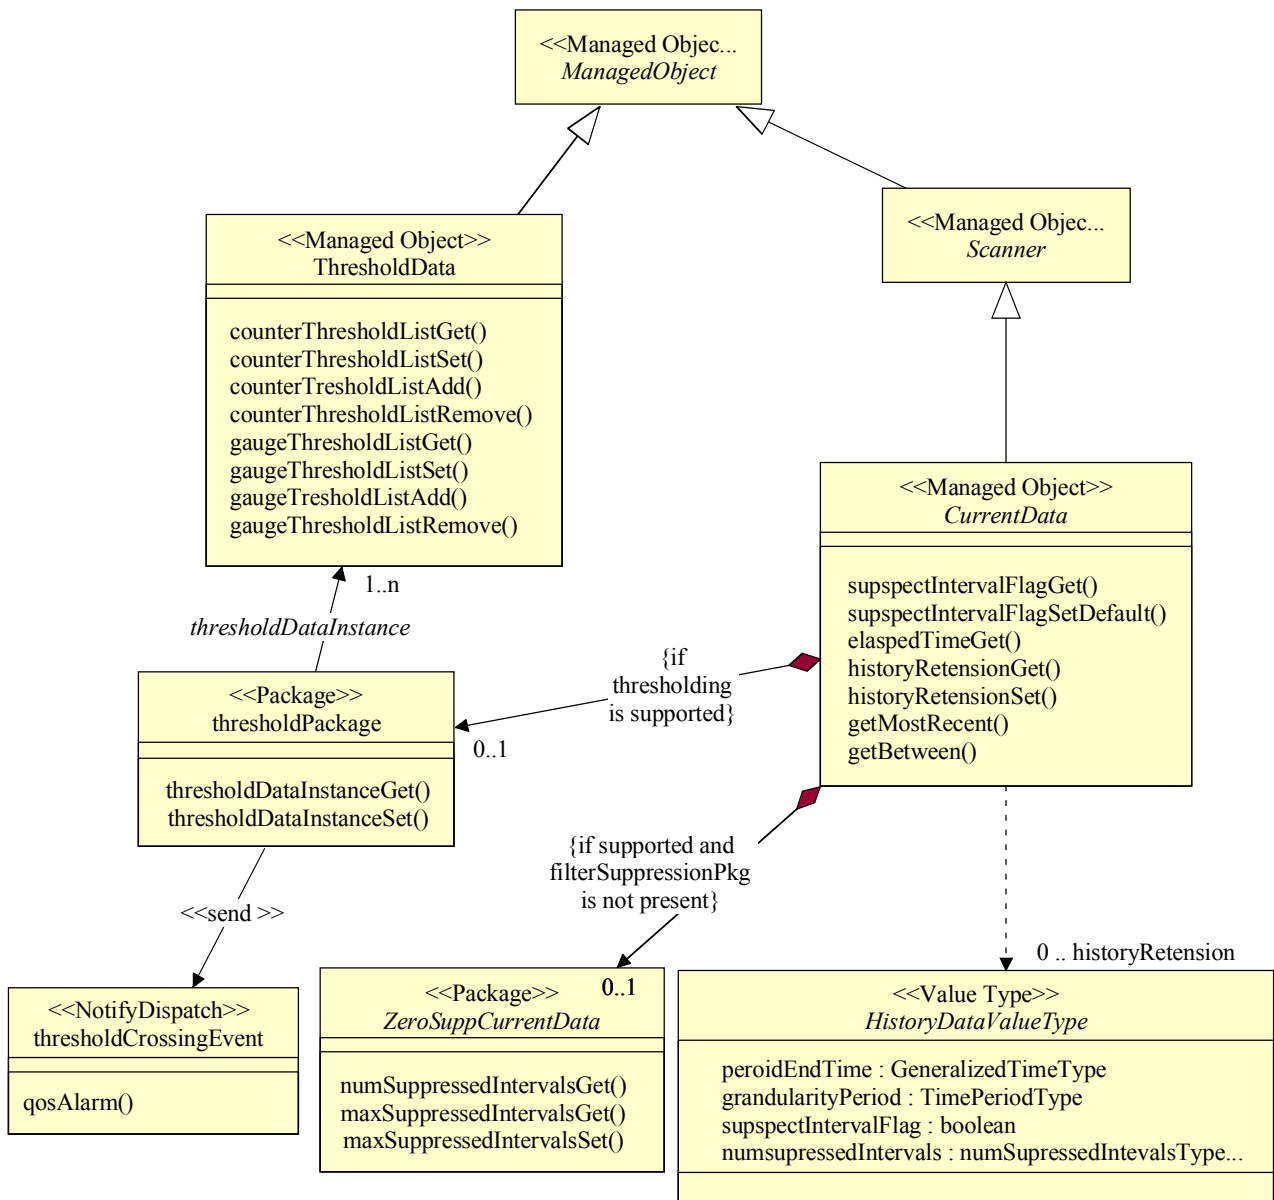 <<Managed Objec...
ManagedObject
<<Managed Objec...
Scanner
<<Managed Object>>
ThresholdData
counterThresholdListGet()
counterThresholdListSet()
counterTresholdListAdd()
counterThresholdListRemove()
gaugeThresholdListGet()
gaugeThresholdListSet()
gaugeTresholdListAdd()
gaugeThresholdListRemove()
<<Managed Object>>
CurrentData
supspectIntervalFlagGet()
supspectIntervalFlagSetDefault()
elaspedTimeGet()
historyRetensionGet()
historyRetensionSet()
getMostRecent()
getBetween()
1..n
thresholdDataInstance
{if
thresholding
is supported}
0..1
<<Package>>
thresholdPackage
thresholdDataInstanceGet()
thresholdDataInstanceSet()
{if supported and
filterSuppressionPkg
is not present}
<<send >>
0 .. historyRetension
<<NotifyDispatch>>
thresholdCrossingEvent
qosAlarm()
0..1
<<Package>>
ZeroSuppCurrentData
numSuppressedIntervalsGet()
maxSuppressedIntervalsGet()
maxSuppressedIntervalsSet()
<<Value Type>>
HistoryDataValueType
peroidEndTime : GeneralizedTimeType
grandularityPeriod : TimePeriodType
supspectIntervalFlag : boolean
numsupressedIntervals : numSupressedIntevalsType...